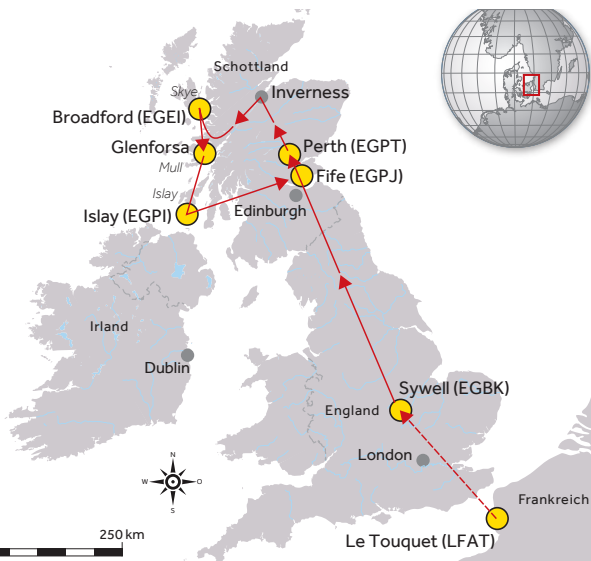 Schottland
Skye
Inverness
Broadford (EGEI)
Glenforsa
Perth (EGPT)
Mull
Fife (EGPJ)
Islay
Islay (EGPI)
Edinburgh
Irland
Dublin
Sywell (EGBK)
England
London
N
W
O
S
Frankreich
250 km
Le Touquet (LFAT)